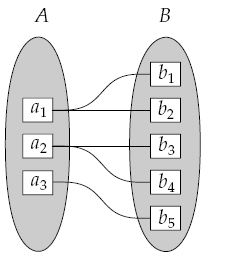 A B
a₁ b₁
a₂ b₂
a₃ b₃
b₄
b₅